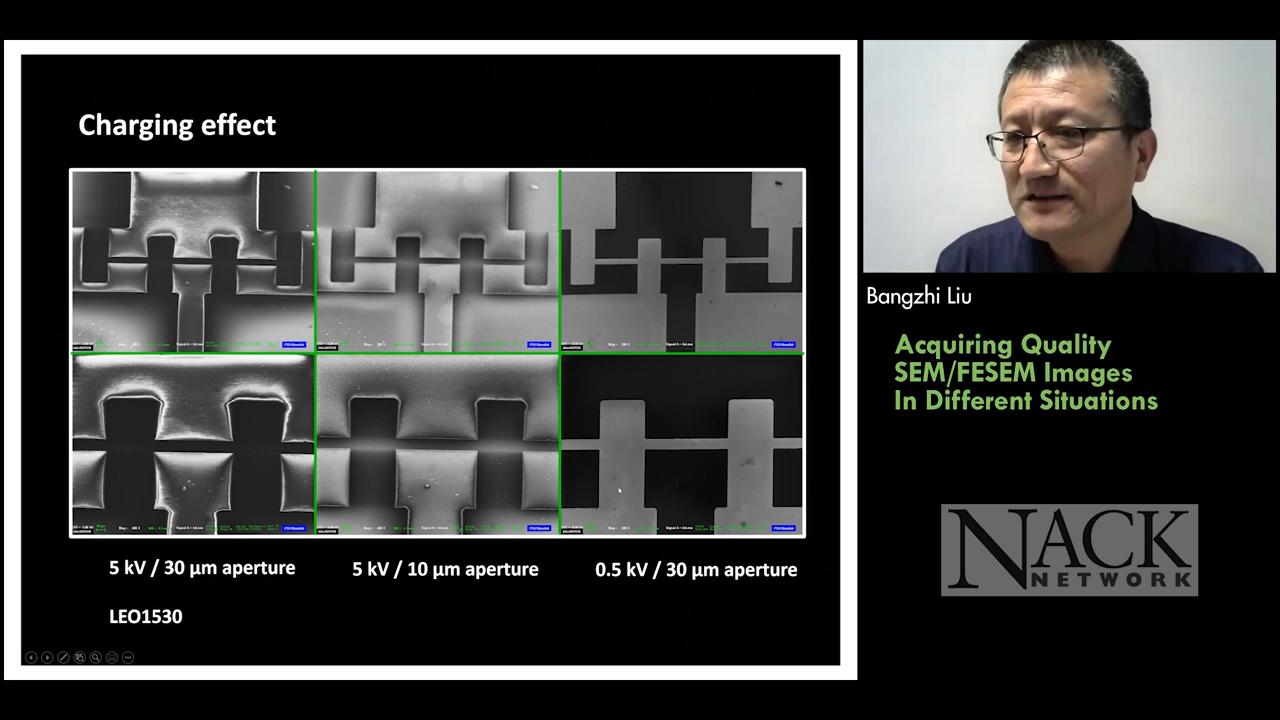 Charging effect
5 kV / 30 µm aperture
5 kV / 10 µm aperture
0.5 kV / 30 µm aperture
LEO1530
Bangzhi Liu
Acquiring Quality
SEM/FESEM Images
In Different Situations
NACK
NETWORK